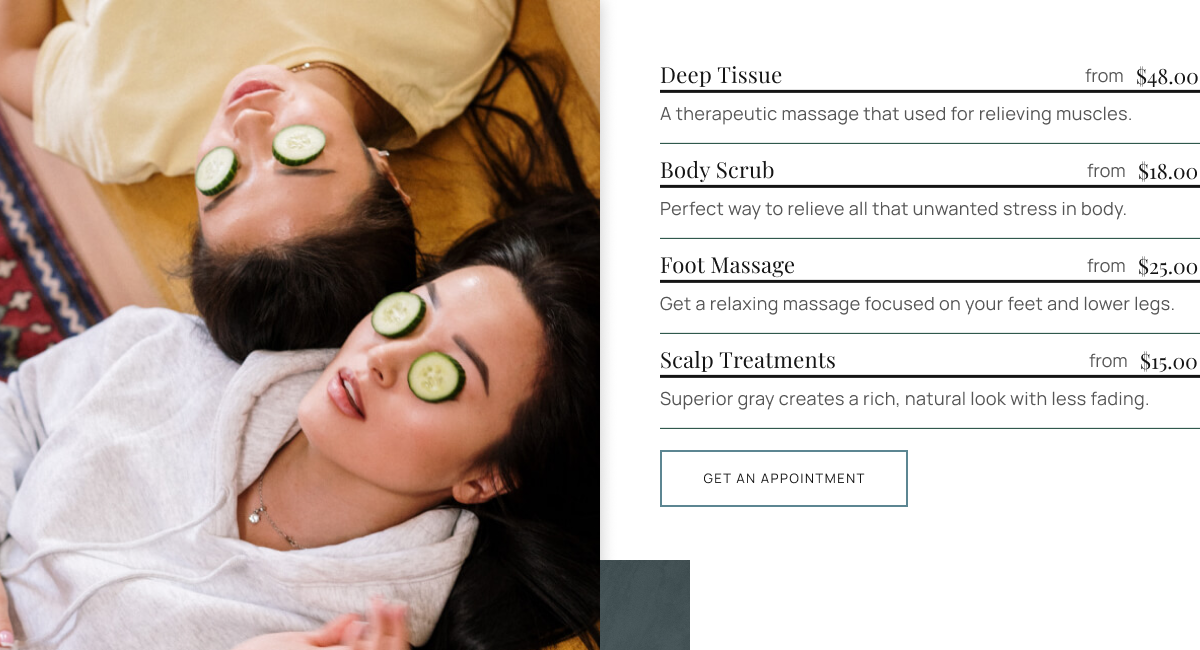 Deep Tissue from $48.00
A therapeutic massage that used for relieving muscles.
Body Scrub from $18.00
Perfect way to relieve all that unwanted stress in body.
Foot Massage from $25.00
Get a relaxing massage focused on your feet and lower legs.
Scalp Treatments from $15.00
Superior gray creates a rich, natural look with less fading.
GET AN APPOINTMENT